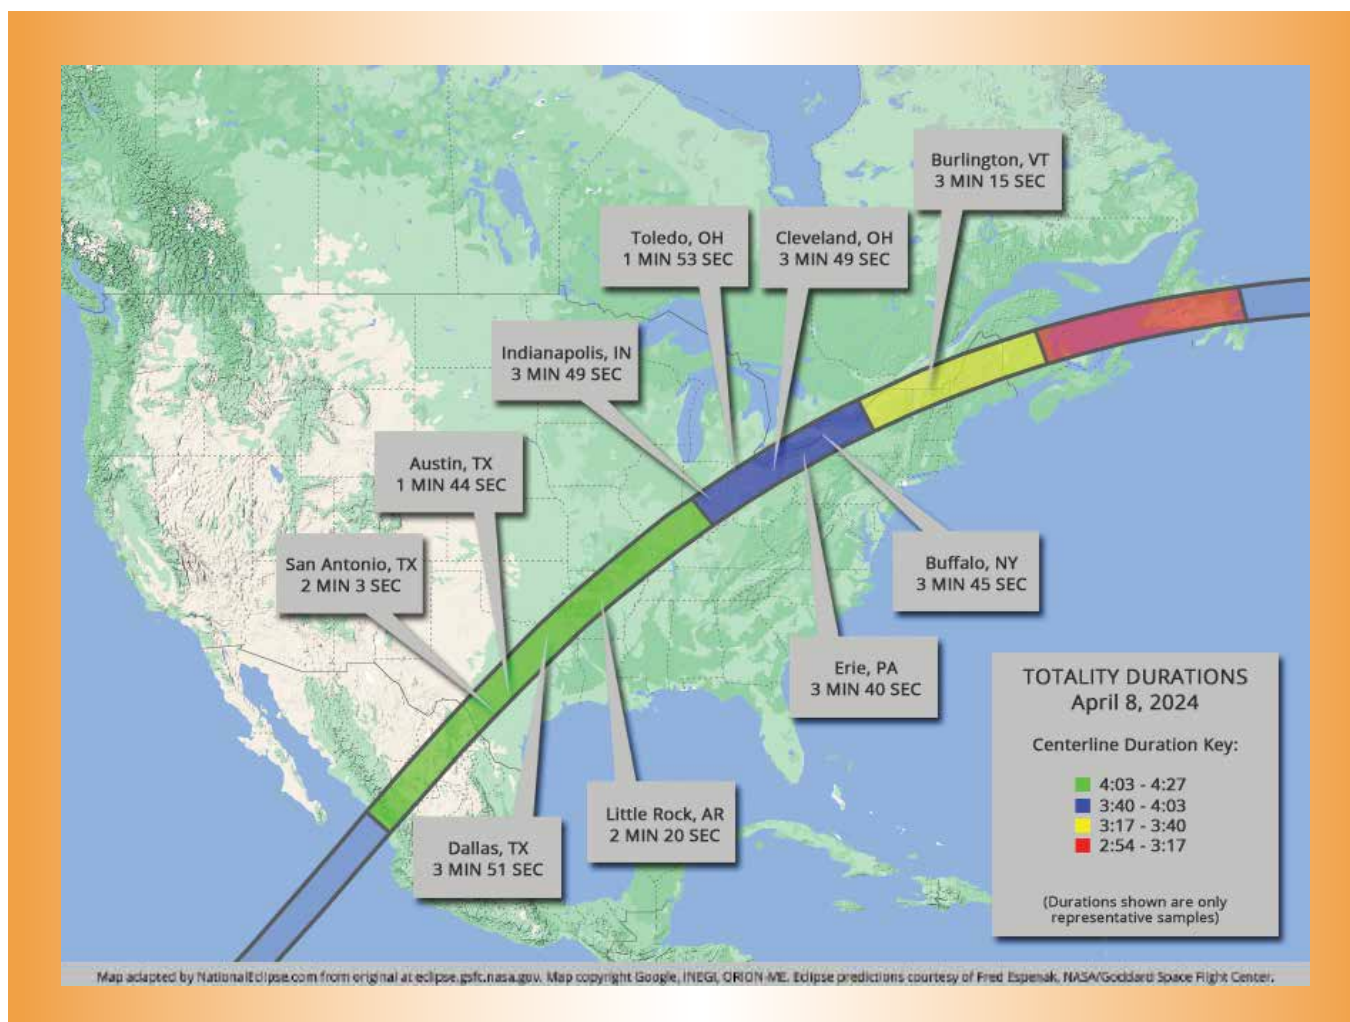 Burlington, VT
3 MIN 15 SEC
Toledo, OH
1 MIN 53 SEC
Cleveland, OH
3 MIN 49 SEC
Indianapolis, IN
3 MIN 49 SEC
Austin, TX
1 MIN 44 SEC
San Antonio, TX
2 MIN 3 SEC
Buffalo, NY
3 MIN 45 SEC
Erie, PA
3 MIN 40 SEC
Little Rock, AR
2 MIN 20 SEC
Dallas, TX
3 MIN 51 SEC
TOTALITY DURATIONS
April 8, 2024
Centerline Duration Key:
4:03 - 4:27
3:40 - 4:03
3:17 - 3:40
2:54 - 3:17
(Durations shown are only
representative samples)
Map adapted by NationalEclipse.com from original at eclipse.gsfc.nasa.gov. Map copyright Google, INEGI, ORION-ME. Eclipse predictions courtesy of Fred Espenak, NASA/Goddard Space Flight Center.